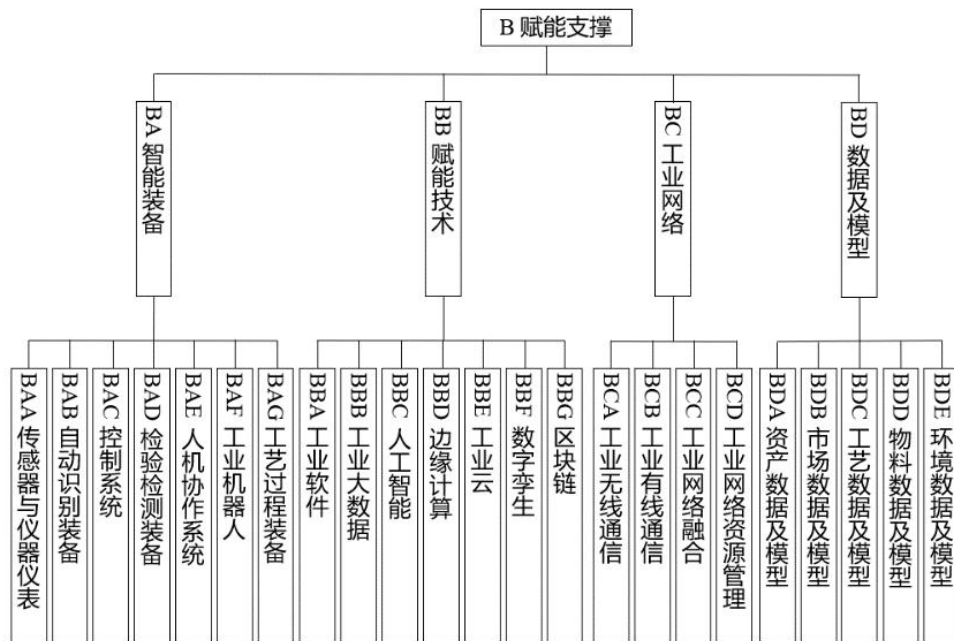 B 赋能支撑
BA 智能装备
BB 赋能技术
BC 工业网络
BD 数据及模型
BAA 传感器与仪器仪表
BAB 自动识别装备
BAC 控制系统
BAD 检验检测装备
BAE 人机协作系统
BAF 工业机器人
BAG 工艺过程装备
BBA 工业软件
BBB 工业大数据
BBC 人工智能
BBD 边缘计算
BBE 工业云
BBF 数字孪生
BBG 区块链
BCA 工业无线通信
BCB 工业有线通信
BCC 工业网络融合
BCD 工业网络资源管理
BDA 资产数据及模型
BDB 市场数据及模型
BDC 工艺数据及模型
BDD 物料数据及模型
BDE 环境数据及模型